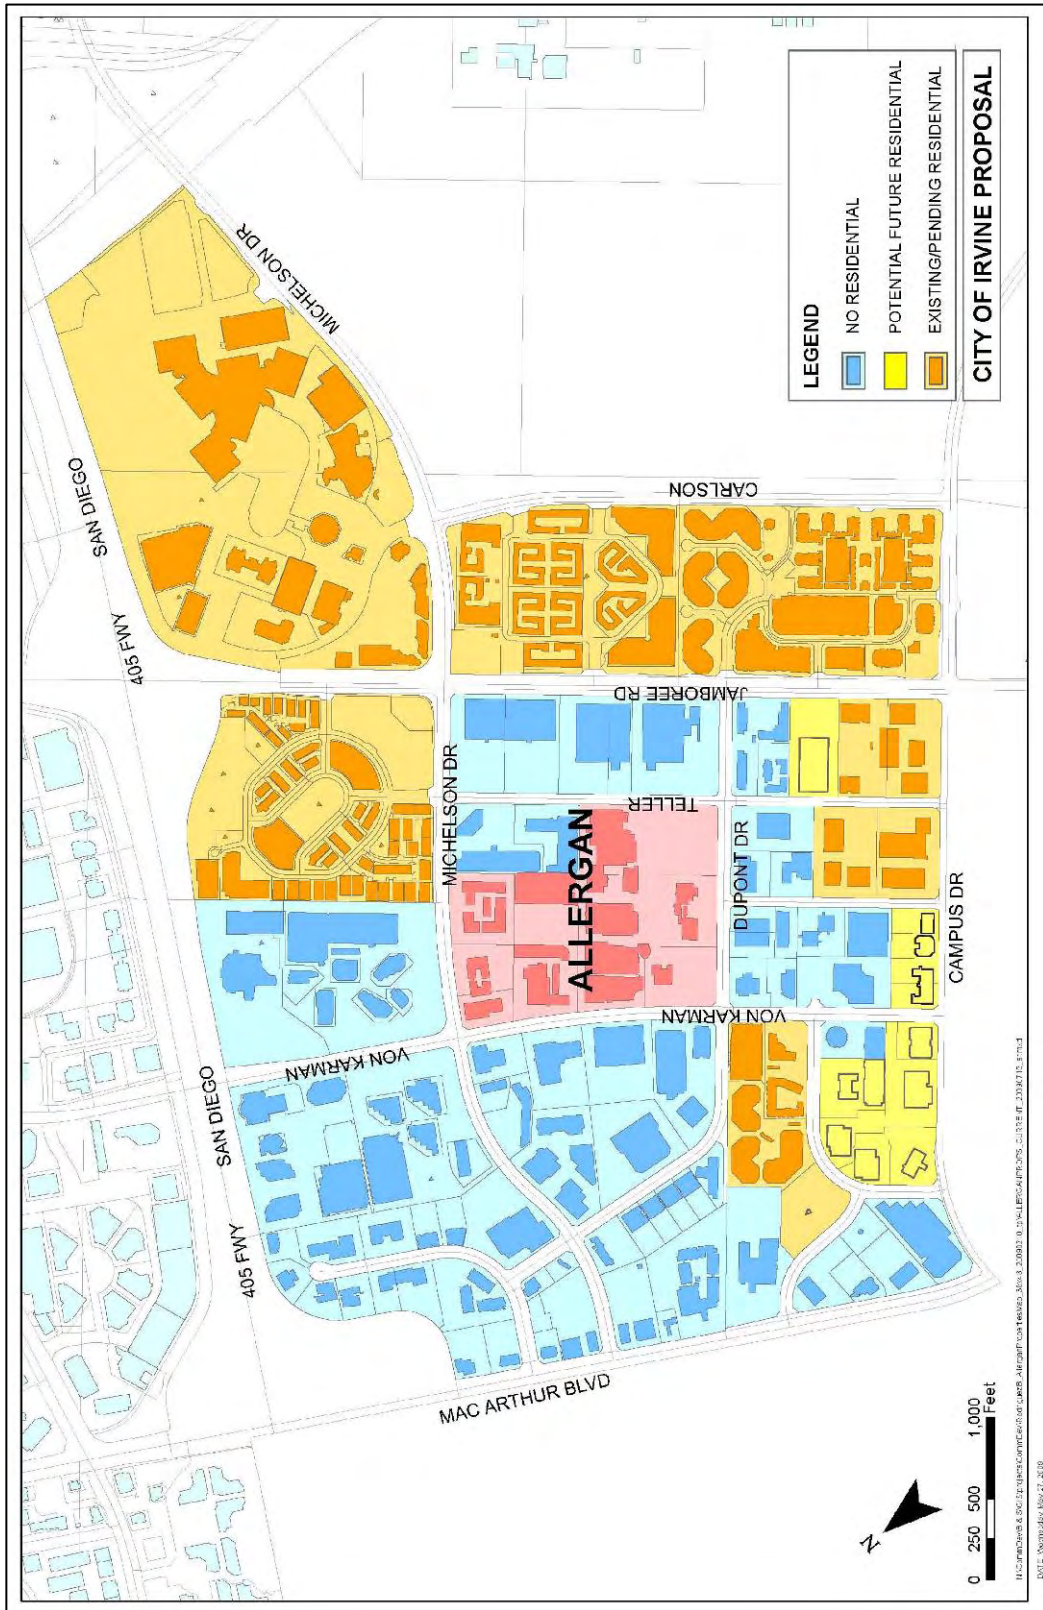 SAN DIEGO
405 FWY
MICHELSON DR
CARLSON
JAMBOREE RD
MICHELSON DR
TELLER
ALLERGAN
DUPONT DR
CAMPUS DR
VON KARMAN
VON KARMAN
SAN DIEGO
405 FWY
MAC ARTHUR BLVD
LEGEND
NO RESIDENTIAL
POTENTIAL FUTURE RESIDENTIAL
EXISTING/PENDING RESIDENTIAL
CITY OF IRVINE PROPOSAL
N
0 250 500 1,000
Feet